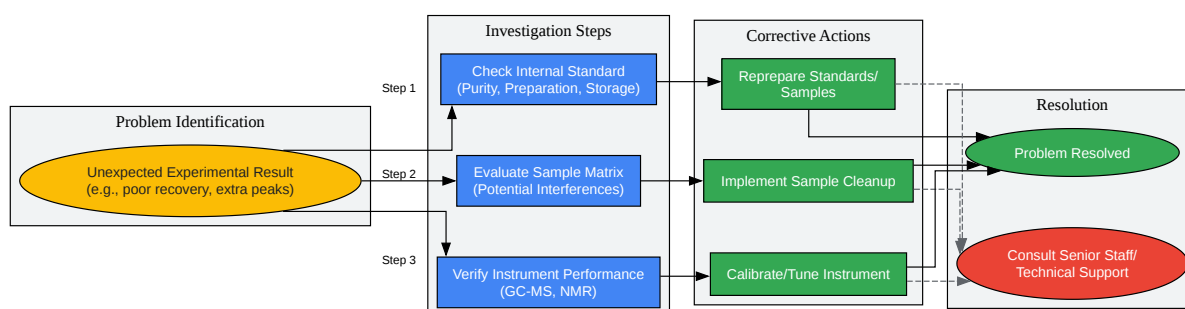 Problem Identification
Unexpected Experimental Result
(e.g., poor recovery, extra peaks)
Step 1
Step 2
Step 3
Investigation Steps
Check Internal Standard
(Purity, Preparation, Storage)
Evaluate Sample Matrix
(Potential Interferences)
Verify Instrument Performance
(GC-MS, NMR)
Corrective Actions
Reprepare Standards/
Samples
Implement Sample Cleanup
Calibrate/Tune Instrument
Resolution
Problem Resolved
Consult Senior Staff/
Technical Support